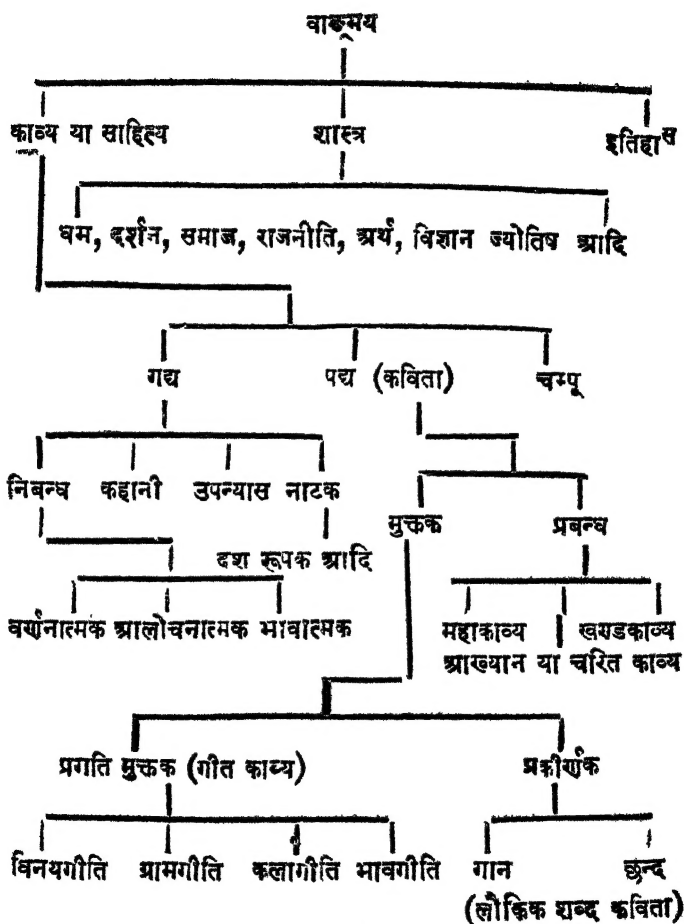 वाङ्मय
काव्य या साहित्य शास्त्र इतिहास
धम, दर्शन, समाज, राजनीति, अर्थ, विज्ञान ज्योतिष आदि
गद्य पद्य (कविता) चम्पू
निबन्ध कहानी उपन्यास नाटक
मुक्तक प्रबन्ध
दश रूपक आदि
वर्णनात्मक आलोचनात्मक भावात्मक
महाकाव्य खण्डकाव्य
आख्यान या चरित काव्य
प्रगति मुक्तक (गीत काव्य) प्रकीर्णक
विनयगीति ग्रामगीति कलागीति भावगीति गान छन्द
(लौकिक शब्द कविता)